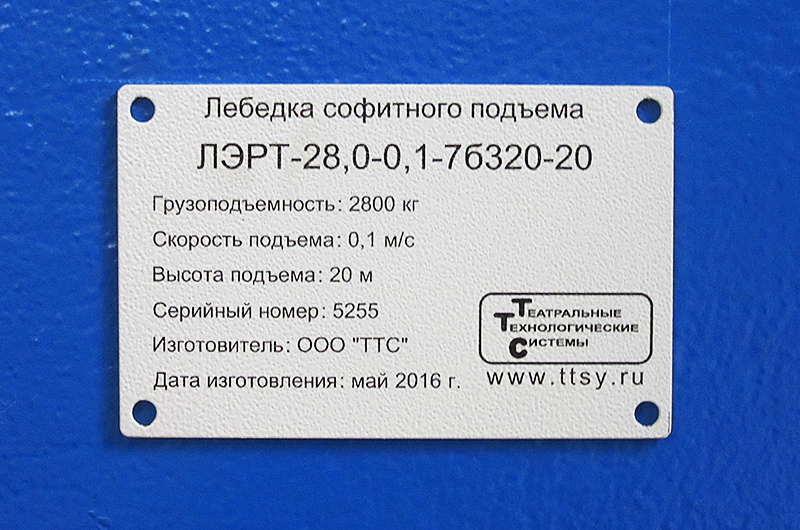 Лебедка софитного подъема
ЛЭРТ-28,0-0,1-7б320-20
Грузоподъемность: 2800 кг
Скорость подъема: 0,1 м/с
Высота подъема: 20 м
Серийный номер: 5255
Изготовитель: ООО "ТТС"
Дата изготовления: май 2016 г.
Театральные
Технологические
Системы
www.ttsy.ru